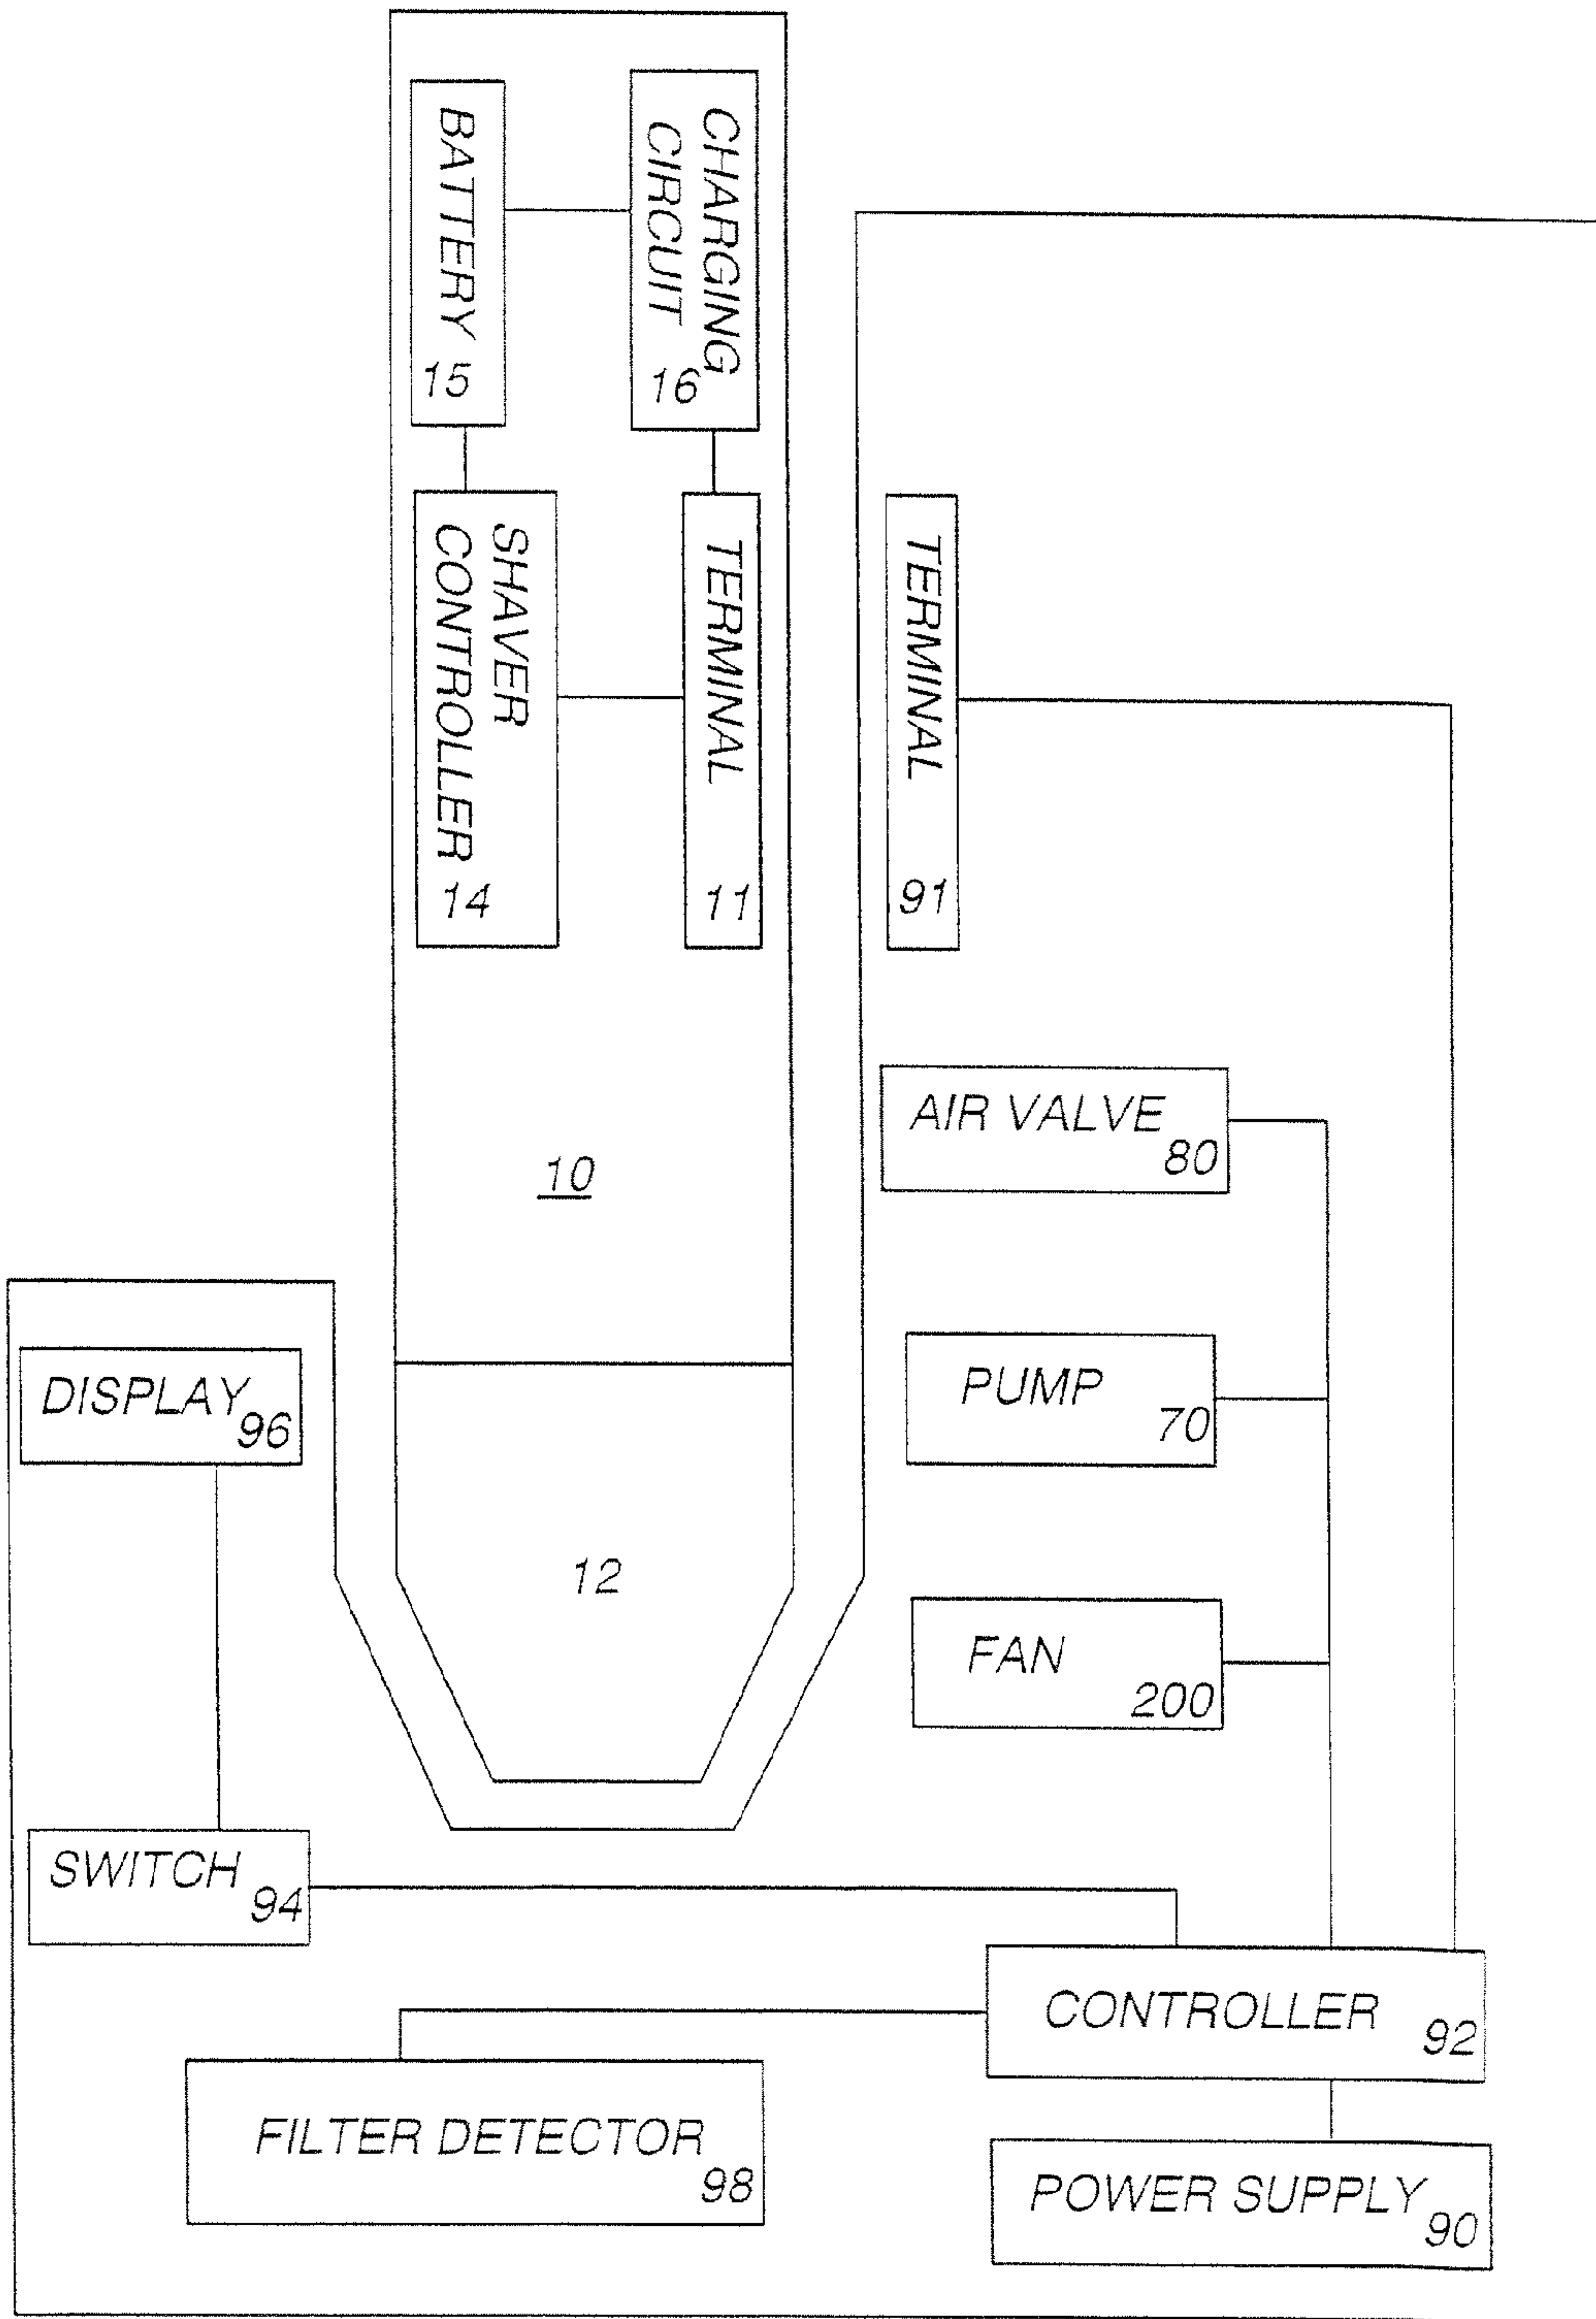 CHARGING
CIRCUIT
16
BATTERY
15
SHAVER
CONTROLLER
14
TERMINAL
11
TERMINAL
91
AIR VALVE
80
10
PUMP
70
DISPLAY
96
12
FAN
200
SWITCH
94
CONTROLLER
92
FILTER DETECTOR
98
POWER SUPPLY
90